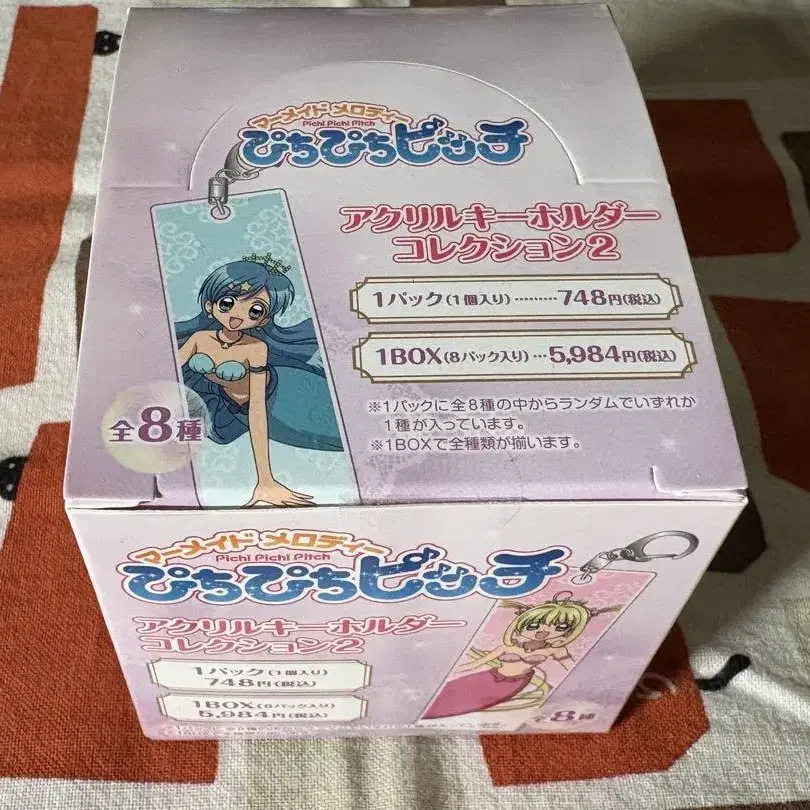 マーメイド メロディー
Pichi Pichi Pitch
ぴちぴちピッチ
アクリルキーホルダー
コレクション2
1パック(1個入り)………748円(税込)
1BOX(8パック入り)…5,984円(税込)
※1パックに全8種の中からランダムでいずれか
1種が入っています。
※1BOXで全種類が揃います。
全8種
マーメイド メロディー
Pichi Pichi Pitch
ぴちぴちピッチ
アクリルキーホルダー
コレクション2
1パック(1個入り)
748円(税込)
1BOX(8パック入り)
5,984円(税込)
全8種